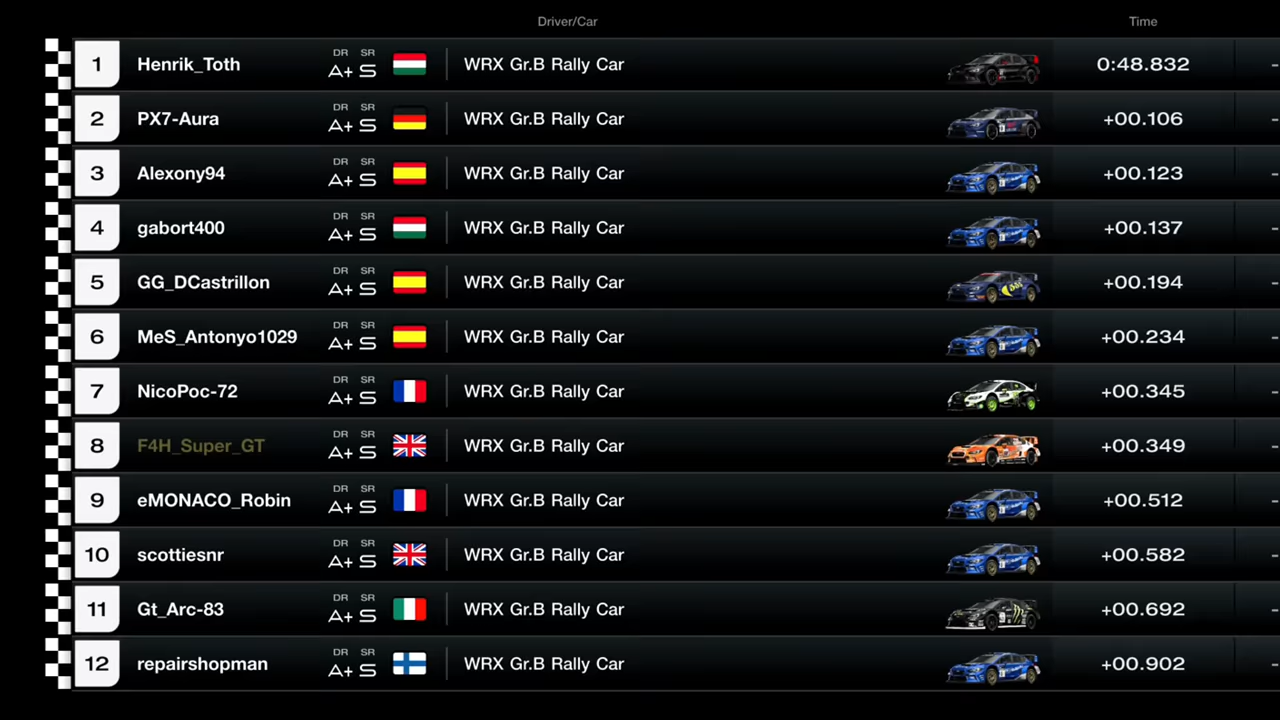 Driver/Car Time
1 Henrik_Toth DR A+ SR S WRX Gr.B Rally Car 0:48.832
2 PX7-Aura DR A+ SR S WRX Gr.B Rally Car +00.106
3 Alexony94 DR A+ SR S WRX Gr.B Rally Car +00.123
4 gabort400 DR A+ SR S WRX Gr.B Rally Car +00.137
5 GG_DCastrillon DR A+ SR S WRX Gr.B Rally Car +00.194
6 MeS_Antonyo1029 DR A+ SR S WRX Gr.B Rally Car +00.234
7 NicoPoc-72 DR A+ SR S WRX Gr.B Rally Car +00.345
8 F4H_Super_GT DR A+ SR S WRX Gr.B Rally Car +00.349
9 eMONACO_Robin DR A+ SR S WRX Gr.B Rally Car +00.512
10 scottiesnr DR A+ SR S WRX Gr.B Rally Car +00.582
11 Gt_Arc-83 DR A+ SR S WRX Gr.B Rally Car +00.692
12 repairshopman DR A+ SR S WRX Gr.B Rally Car +00.902